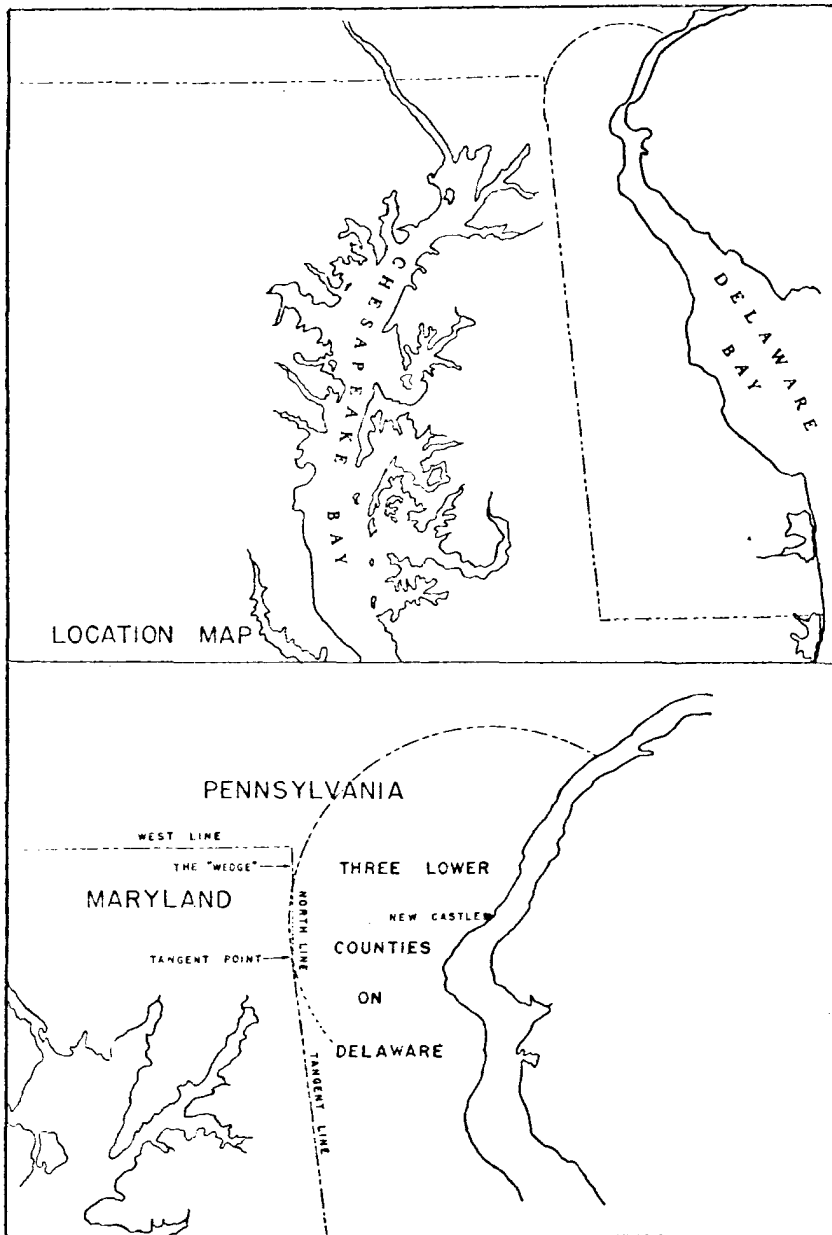 CHESAPEAKE BAY
DELAWARE
BAY
LOCATION MAP
PENNSYLVANIA
WEST LINE
THE "WEDGE"
THREE LOWER
MARYLAND
NORTH LINE
NEW CASTLE
COUNTIES
TANGENT POINT
ON
DELAWARE
TANGENT LINE